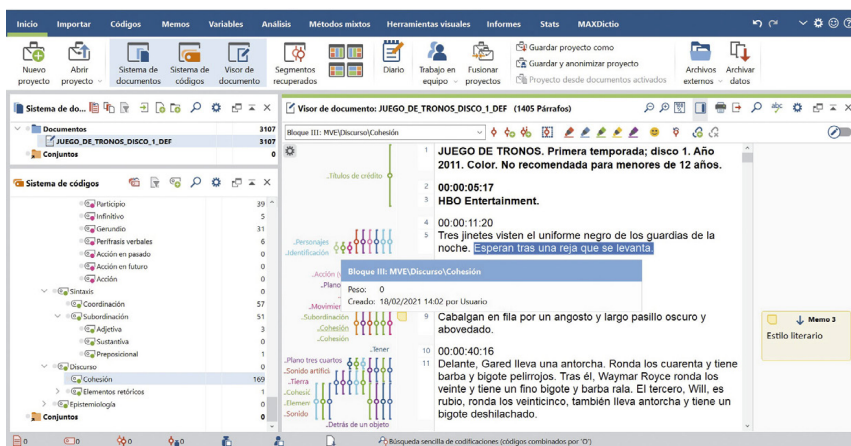 Inicio Importar Códigos Memos Variables Análisis Métodos mixtos Herramientas visuales Informes Stats MAXDictio
Nuevo proyecto
Abrir proyecto
Sistema de documentos
Sistema de códigos
Visor de documento
Segmentos recuperados
Diario
Trabajo en equipo
Fusionar proyectos
Guardar proyecto como
Guardar y anonimizar proyecto
Proyecto desde documentos activados
Archivos externos
Archivar datos
Sistema de do...
Documentos 3107
JUEGO_DE_TRONOS_DISCO_1_DEF 3107
Conjuntos 0
Sistema de códigos
Participio 39
Infinitivo 5
Gerundio 31
Perífrasis verbales 6
Acción en pasado 0
Acción en futuro 0
Acción 0
Sintaxis 0
Coordinación 57
Subordinación 51
Adjetiva 3
Sustantiva 0
Preposicional 1
Discurso 0
Cohesión 169
Elementos retóricos 1
Epistemología 0
Conjuntos 0
Visor de documento: JUEGO_DE_TRONOS_DISCO_1_DEF (1405 Párrafos)
Bloque III: MVE\Discurso\Cohesión
..Títulos de crédito
1 JUEGO DE TRONOS. Primera temporada; disco 1. Año
2011. Color. No recomendada para menores de 12 años.
2 00:00:05:17
3 HBO Entertainment.
4 00:00:11:20
5 Tres jinetes visten el uniforme negro de los guardias de la
noche. Esperan tras una reja que se levanta.
..Personajes
..Identificación
..Acción (
..Plano
..Movimier
..Subordinación
..Cohesión
..Cohesión
Bloque III: MVE\Discurso\Cohesión
Peso: 0
Creado: 18/02/2021 14:02 por Usuario
9 Cabalgan en fila por un angosto y largo pasillo oscuro y
abovedado.
..Tener
10 00:00:40:16
11 Delante, Gared lleva una antorcha. Ronda los cuarenta y tiene
barba y bigote pelirrojos. Tras él, Waymar Royce ronda los
veinte y tiene un fino bigote y barba rala. El tercero, Will, es
rubio, ronda los veinticinco, también lleva antorcha y tiene un
bigote deshilachado.
..Plano tres cuartos
..Sonido artifici
..Tierra
..Cohesió
..Element
..Sonido
..Detrás de un objeto
Memo 3
Estilo literario
0 0 0 0
Búsqueda sencilla de codificaciones (códigos combinados por 'O')